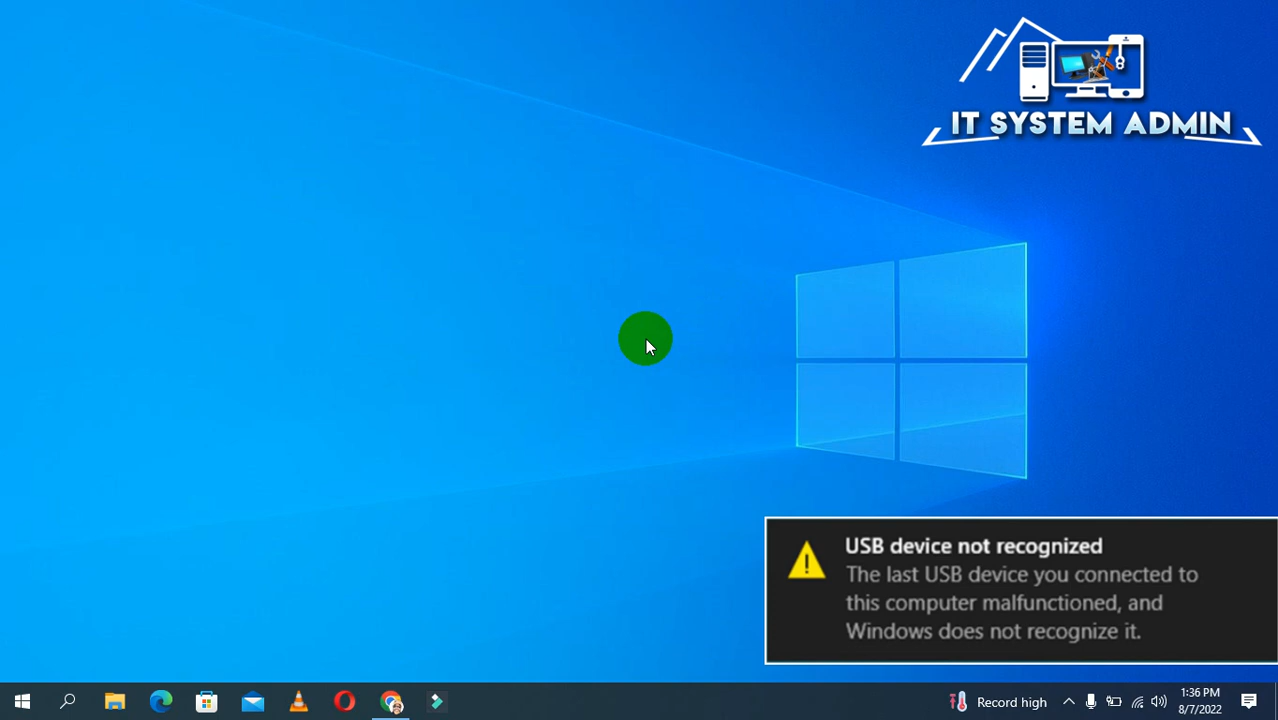 IT SYSTEM ADMIN
USB device not recognized
The last USB device you connected to
this computer malfunctioned, and
Windows does not recognize it.
Record high
1:36 PM
8/7/2022